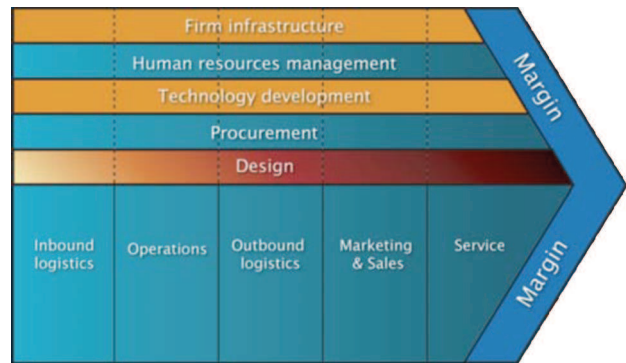 Firm infrastructure
Human resources management
Technology development
Procurement
Design
Margin
Inbound
logistics
Operations
Outbound
logistics
Marketing
& Sales
Service
Margin